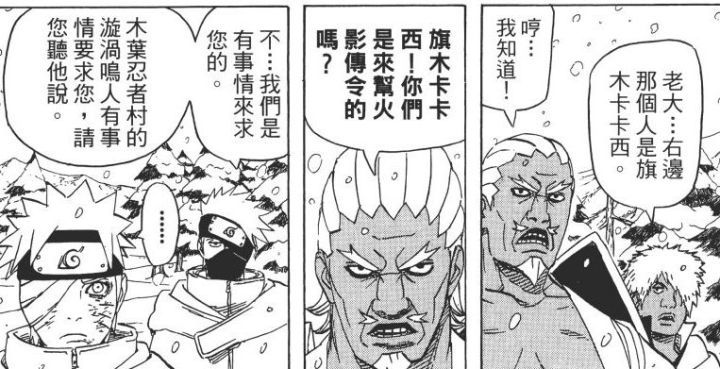 老大…右邊
那個人是旗
木卡卡西。
哼…
我知道！
旗木卡卡
西！你們
是來幫火
影傳令的
嗎？
不…我們是
有事情來求
您的。
木葉忍者村的
漩渦鳴人有事
情要求您，請
您聽他說。
………